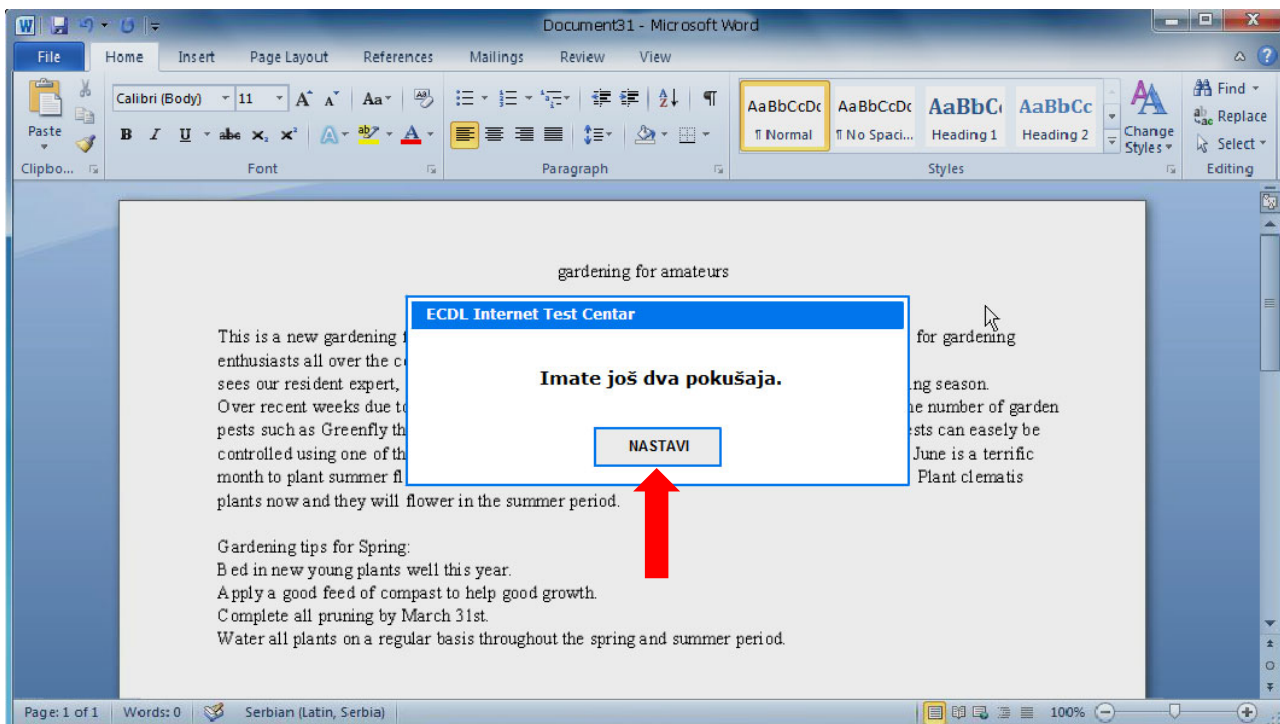 Document31 - Microsoft Word
File Home Insert Page Layout References Mailings Review View
Calibri (Body) 11
Paste
Clipbo... Font Paragraph Styles Editing
AaBbCcDc AaBbCcDc AaBbC AaBbCc
¶ Normal ¶ No Spaci... Heading 1 Heading 2
Change Styles
Find
Replace
Select
gardening for amateurs
ECDL Internet Test Centar
Imate još dva pokušaja.
NASTAVI
This is a new gardening for gardening
enthusiasts all over the
sees our resident expert, season.
Over recent weeks due number of garden
pests such as Greenfly can easely be
controlled using one of June is a terrific
month to plant summer Plant clematis
plants now and they will flower in the summer period.
Gardening tips for Spring:
Bed in new young plants well this year.
Apply a good feed of compast to help good growth.
Complete all pruning by March 31st.
Water all plants on a regular basis throughout the spring and summer period.
Page: 1 of 1 Words: 0 Serbian (Latin, Serbia) 100%